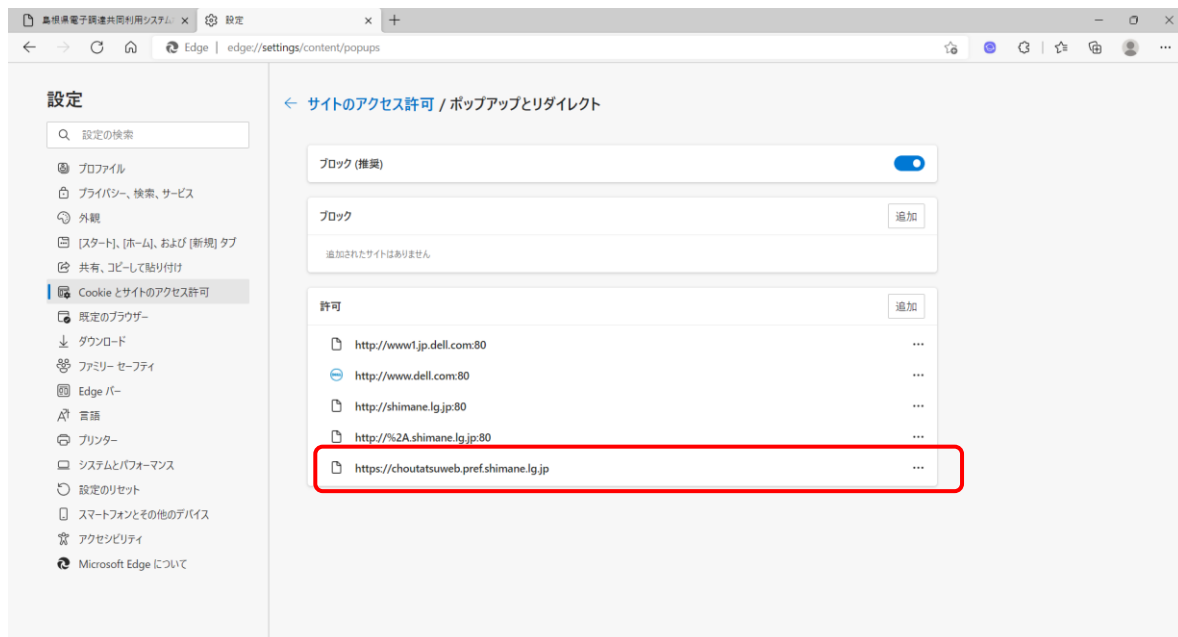 島根県電子調達共同利用システム
設定
Edge | edge://settings/content/popups
設定
設定の検索
プロファイル
プライバシー、検索、サービス
外観
[スタート]、[ホーム]、および [新規] タブ
共有、コピーして貼り付け
Cookie とサイトのアクセス許可
既定のブラウザー
ダウンロード
ファミリー セーフティ
Edge バー
言語
プリンター
システムとパフォーマンス
設定のリセット
スマートフォンとその他のデバイス
アクセシビリティ
Microsoft Edge について
サイトのアクセス許可 / ポップアップとリダイレクト
ブロック (推奨)
ブロック
追加
追加されたサイトはありません
許可
追加
http://www1.jp.dell.com:80
http://www.dell.com:80
http://shimane.lg.jp:80
http://%2A.shimane.lg.jp:80
https://choutatsuweb.pref.shimane.lg.jp